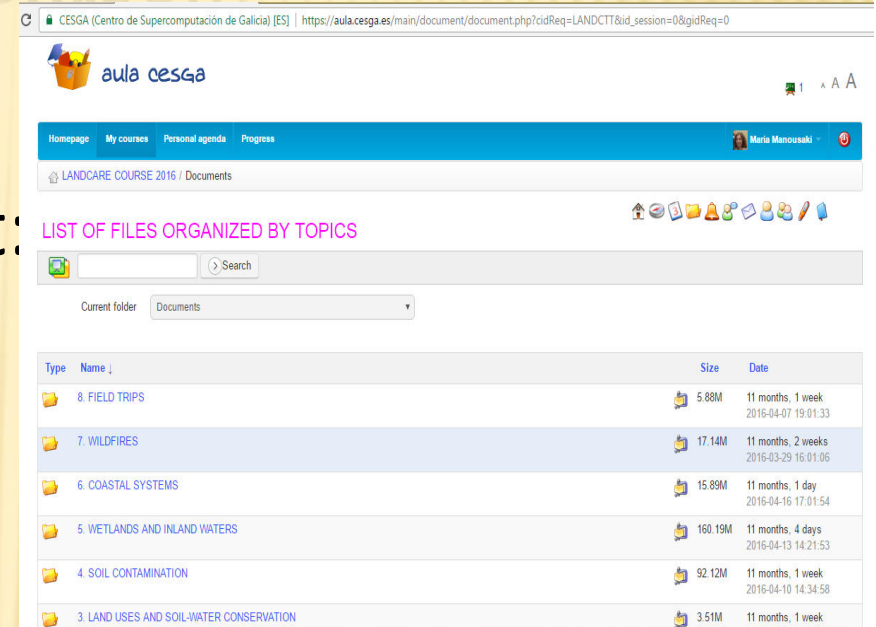 CESGA (Centro de Supercomputación de Galicia) [ES] | https://aula.cesga.es/main/document/document.php?cidReq=LANDCTT&id_session=0&gidReq=0
aula cesga
1 A A A
Homepage My courses Personal agenda Progress Maria Manousaki
LANDCARE COURSE 2016 / Documents
LIST OF FILES ORGANIZED BY TOPICS
Search
Current folder Documents
Type Name ↓ Size Date
8. FIELD TRIPS 5.88M 11 months, 1 week
2016-04-07 19:01:33
7. WILDFIRES 17.14M 11 months, 2 weeks
2016-03-29 16:01:06
6. COASTAL SYSTEMS 15.89M 11 months, 1 day
2016-04-16 17:01:54
5. WETLANDS AND INLAND WATERS 160.19M 11 months, 4 days
2016-04-13 14:21:53
4. SOIL CONTAMINATION 92.12M 11 months, 1 week
2016-04-10 14:34:58
3. LAND USES AND SOIL-WATER CONSERVATION 3.51M 11 months, 1 week